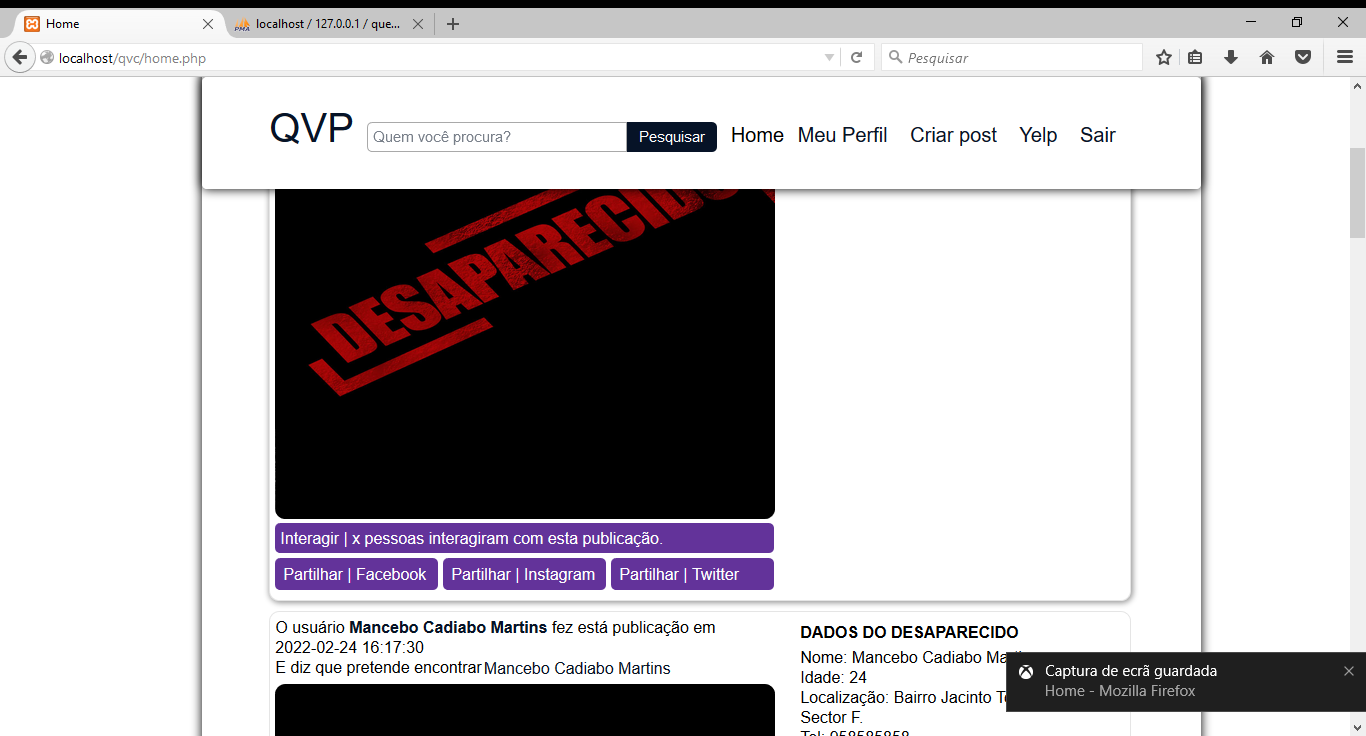 Home
PMA localhost / 127.0.0.1 / que...
localhost/qvc/home.php
Pesquisar
QVP
Quem você procura?
Pesquisar
Home Meu Perfil Criar post Yelp Sair
DESAPARECIDO
Interagir | x pessoas interagiram com esta publicação.
Partilhar | Facebook
Partilhar | Instagram
Partilhar | Twitter
O usuário Mancebo Cadiabo Martins fez está publicação em
2022-02-24 16:17:30
E diz que pretende encontrar Mancebo Cadiabo Martins
DADOS DO DESAPARECIDO
Nome: Mancebo Cadiabo
Idade: 24
Localização: Bairro Jacinto
Sector F.
Tel: 958585858
Captura de ecrã guardada
Home - Mozilla Firefox